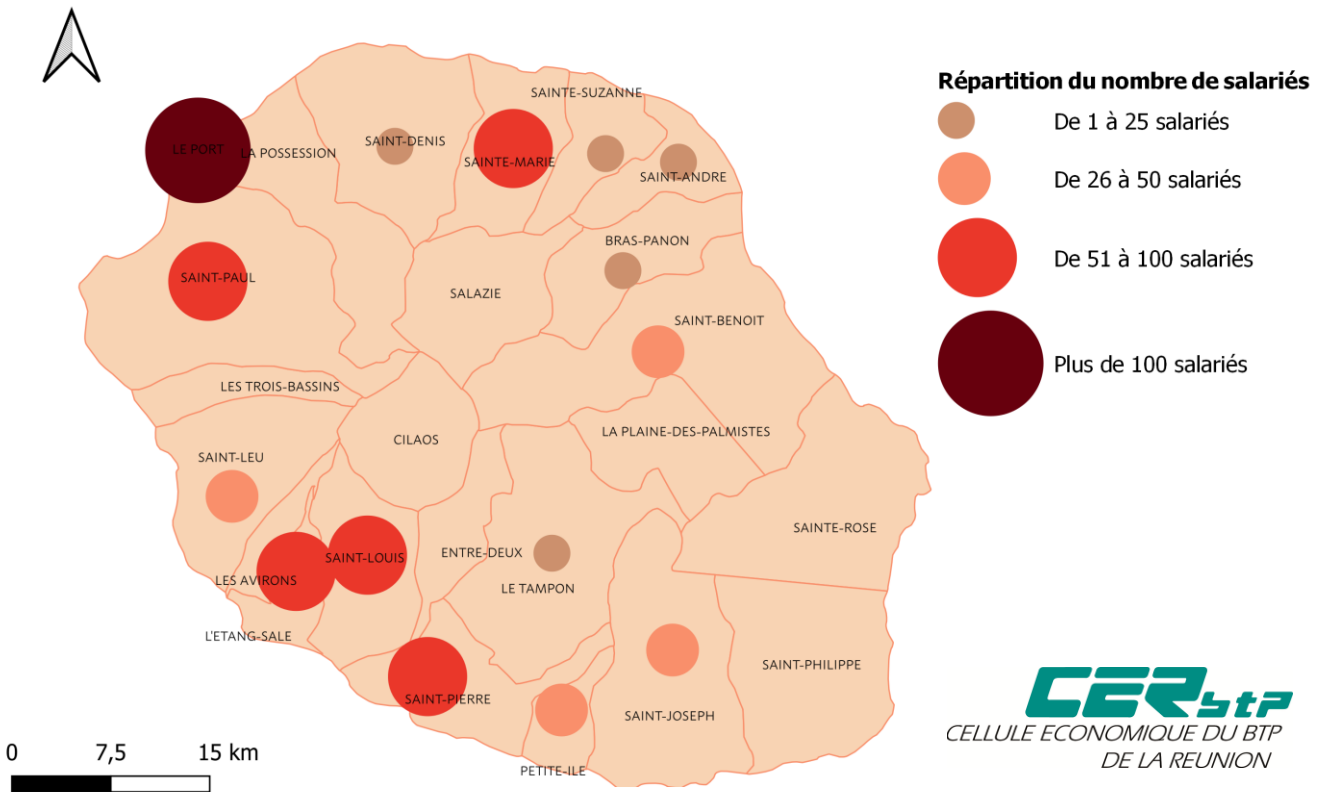 SAINTE-SUZANNE
SAINT-DENIS
LE PORT
LA POSSESSION
SAINTE-MARIE
SAINT-ANDRE
BRAS-PANON
SAINT-PAUL
SALAZIE
SAINT-BENOIT
LES TROIS-BASSINS
LA PLAINE-DES-PALMISTES
CILAOS
SAINT-LEU
SAINTE-ROSE
ENTRE-DEUX
SAINT-LOUIS
LES AVIRONS
LE TAMPON
L'ETANG-SALE
SAINT-PHILIPPE
SAINT-PIERRE
SAINT-JOSEPH
PETITE-ILE
0 7,5 15 km
Répartition du nombre de salariés
De 1 à 25 salariés
De 26 à 50 salariés
De 51 à 100 salariés
Plus de 100 salariés
CERbtp
CELLULE ECONOMIQUE DU BTP
DE LA REUNION